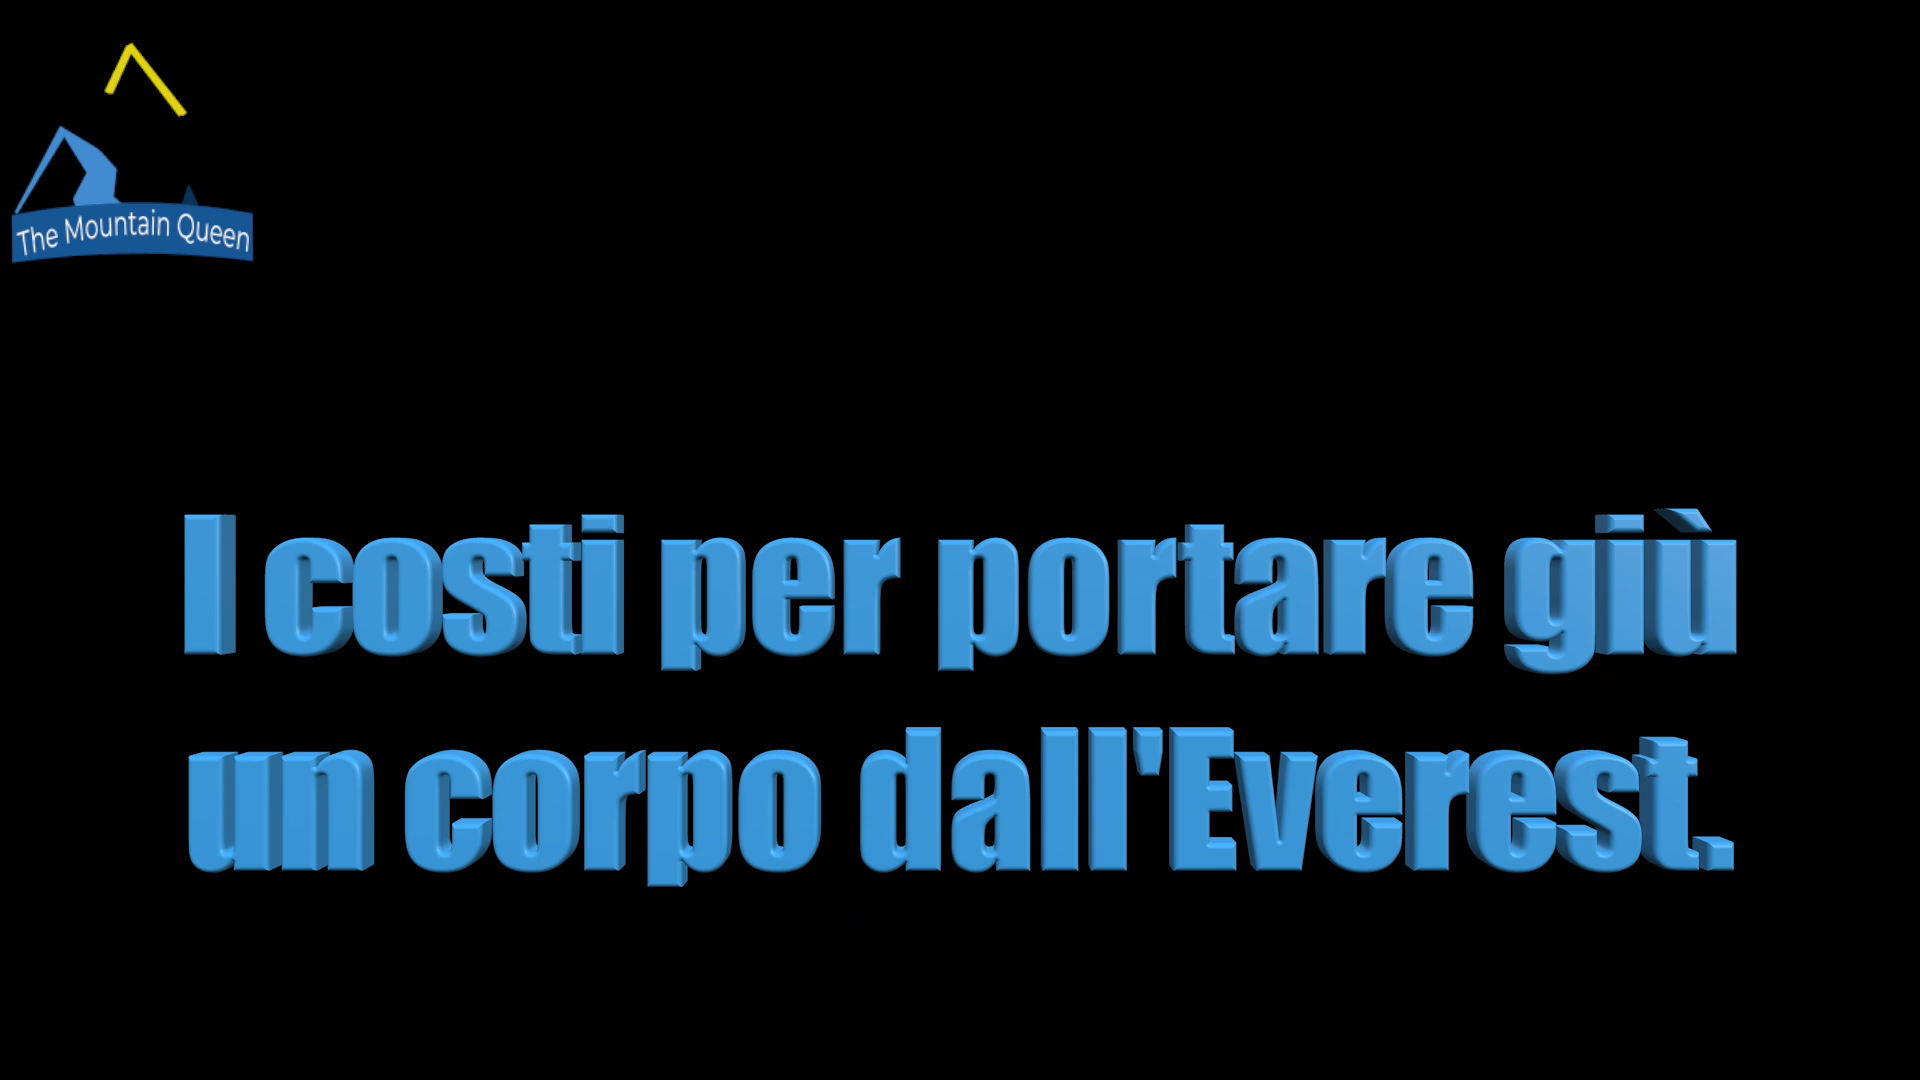 The Mountain Queen
I costi per portare giù
un corpo dall'Everest.